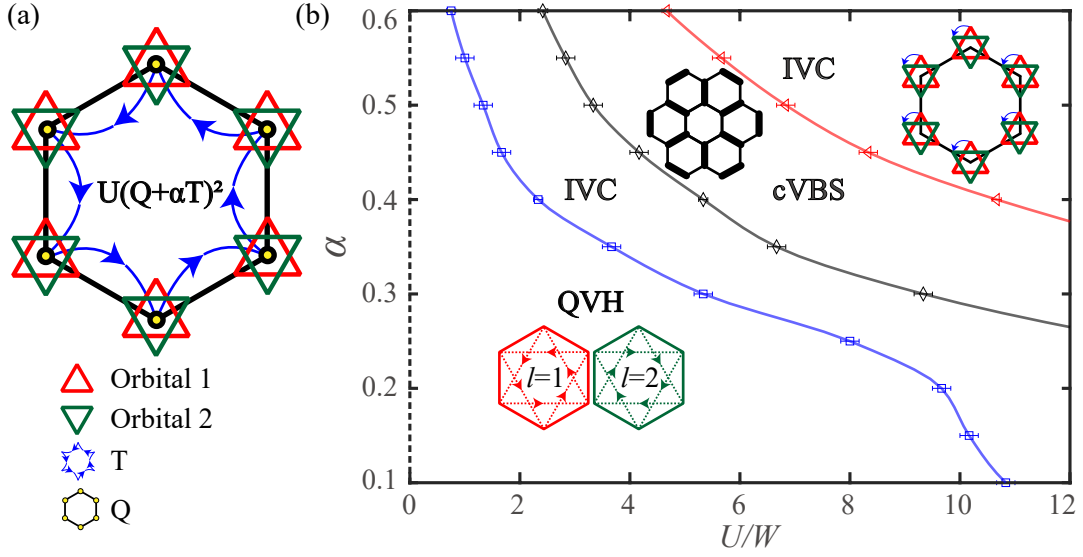 (a)
U(Q+αT)²
Orbital 1
Orbital 2
T
Q
(b)
0.6
0.5
0.4
0.3
0.2
0.1
α
IVC
IVC
cVBS
QVH
l=1
l=2
0
2
4
6
8
10
12
U/W